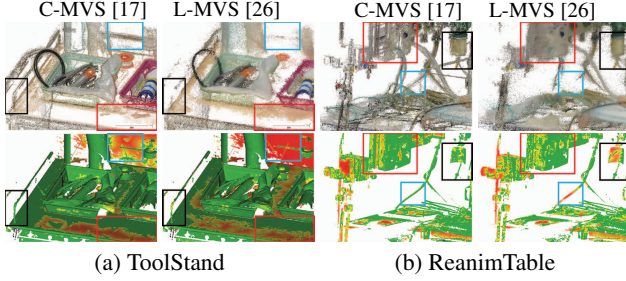 C-MVS [17] L-MVS [26] C-MVS [17] L-MVS [26]
(a) ToolStand (b) ReanimTable